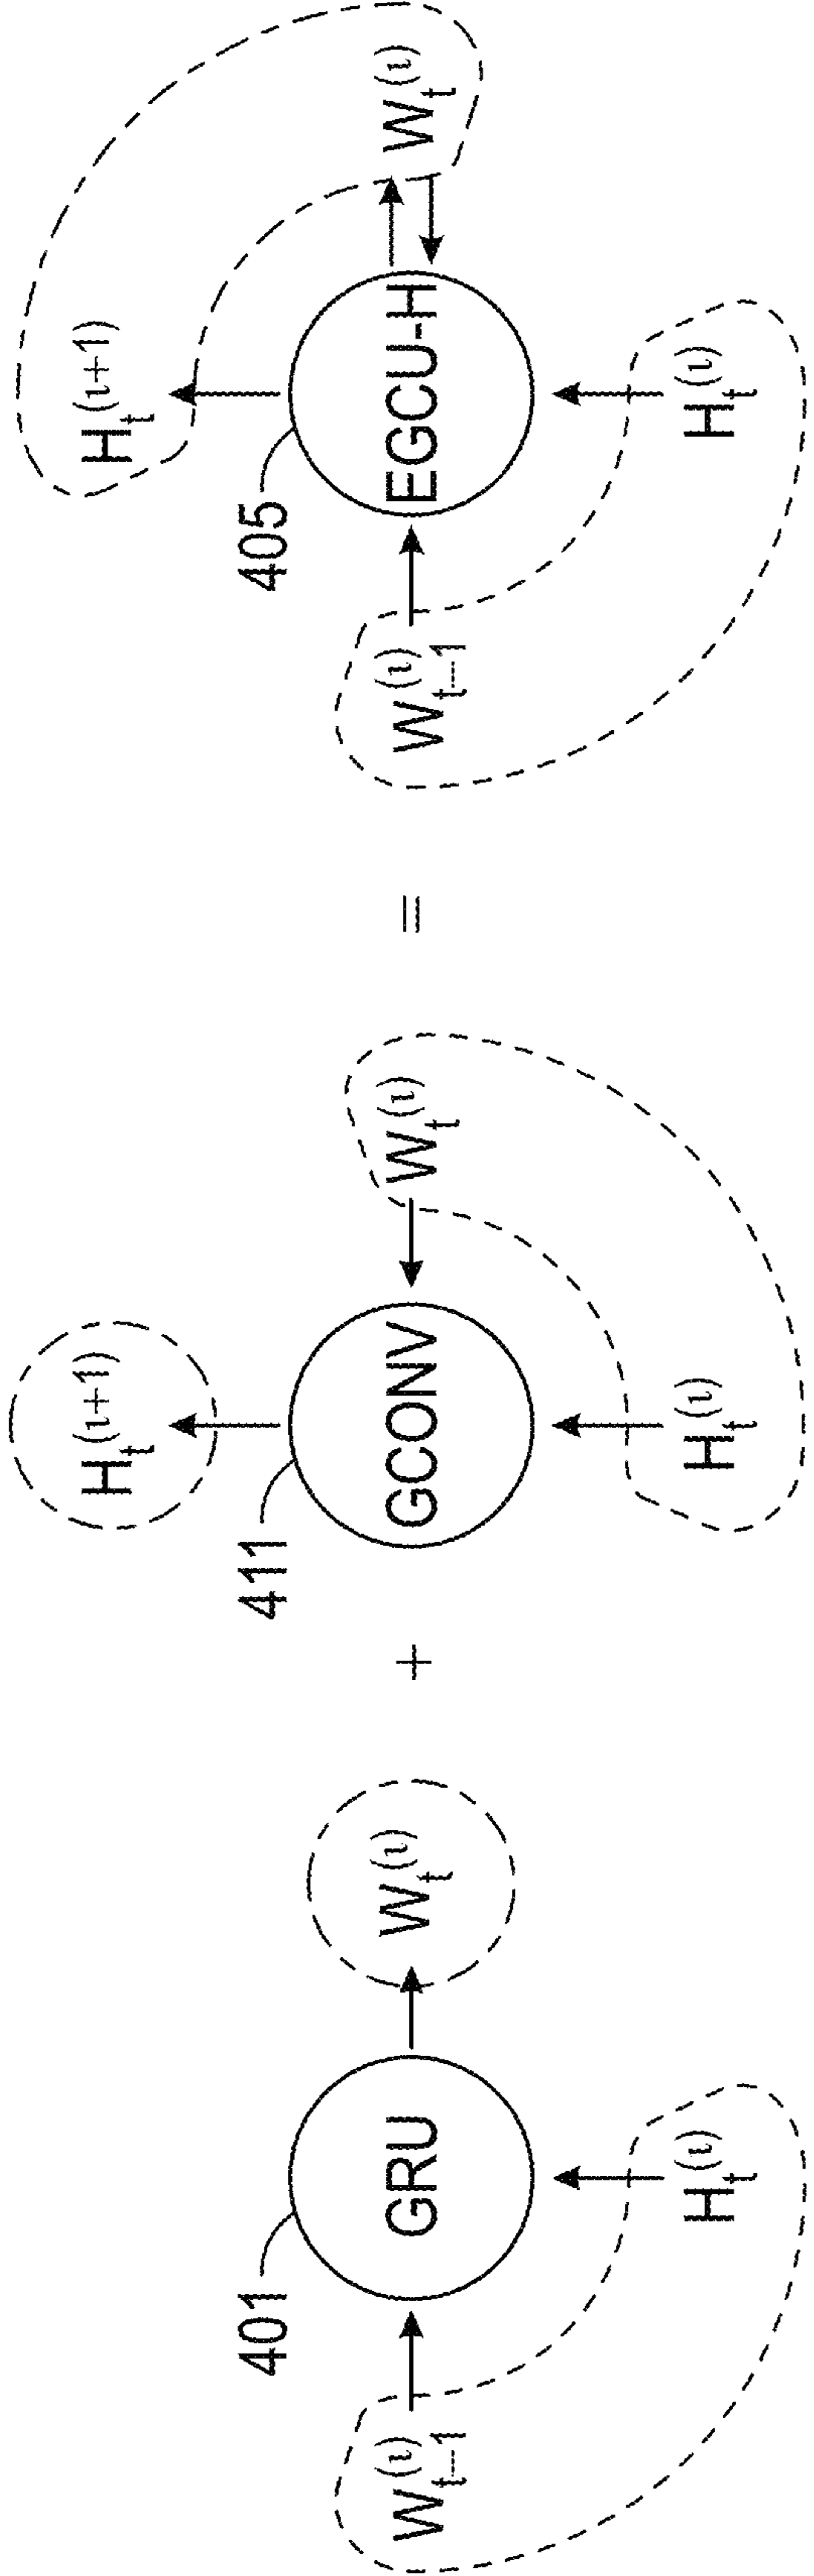 401
GRU
W_{t-1}^{(ι)}
H_t^{(ι)}
W_t^{(ι)}
+
411
GCONV
H_t^{(ι+1)}
W_t^{(ι)}
H_t^{(ι)}
=
405
EGCU-H
H_t^{(ι+1)}
W_{t-1}^{(ι)}
W_t^{(ι)}
H_t^{(ι)}